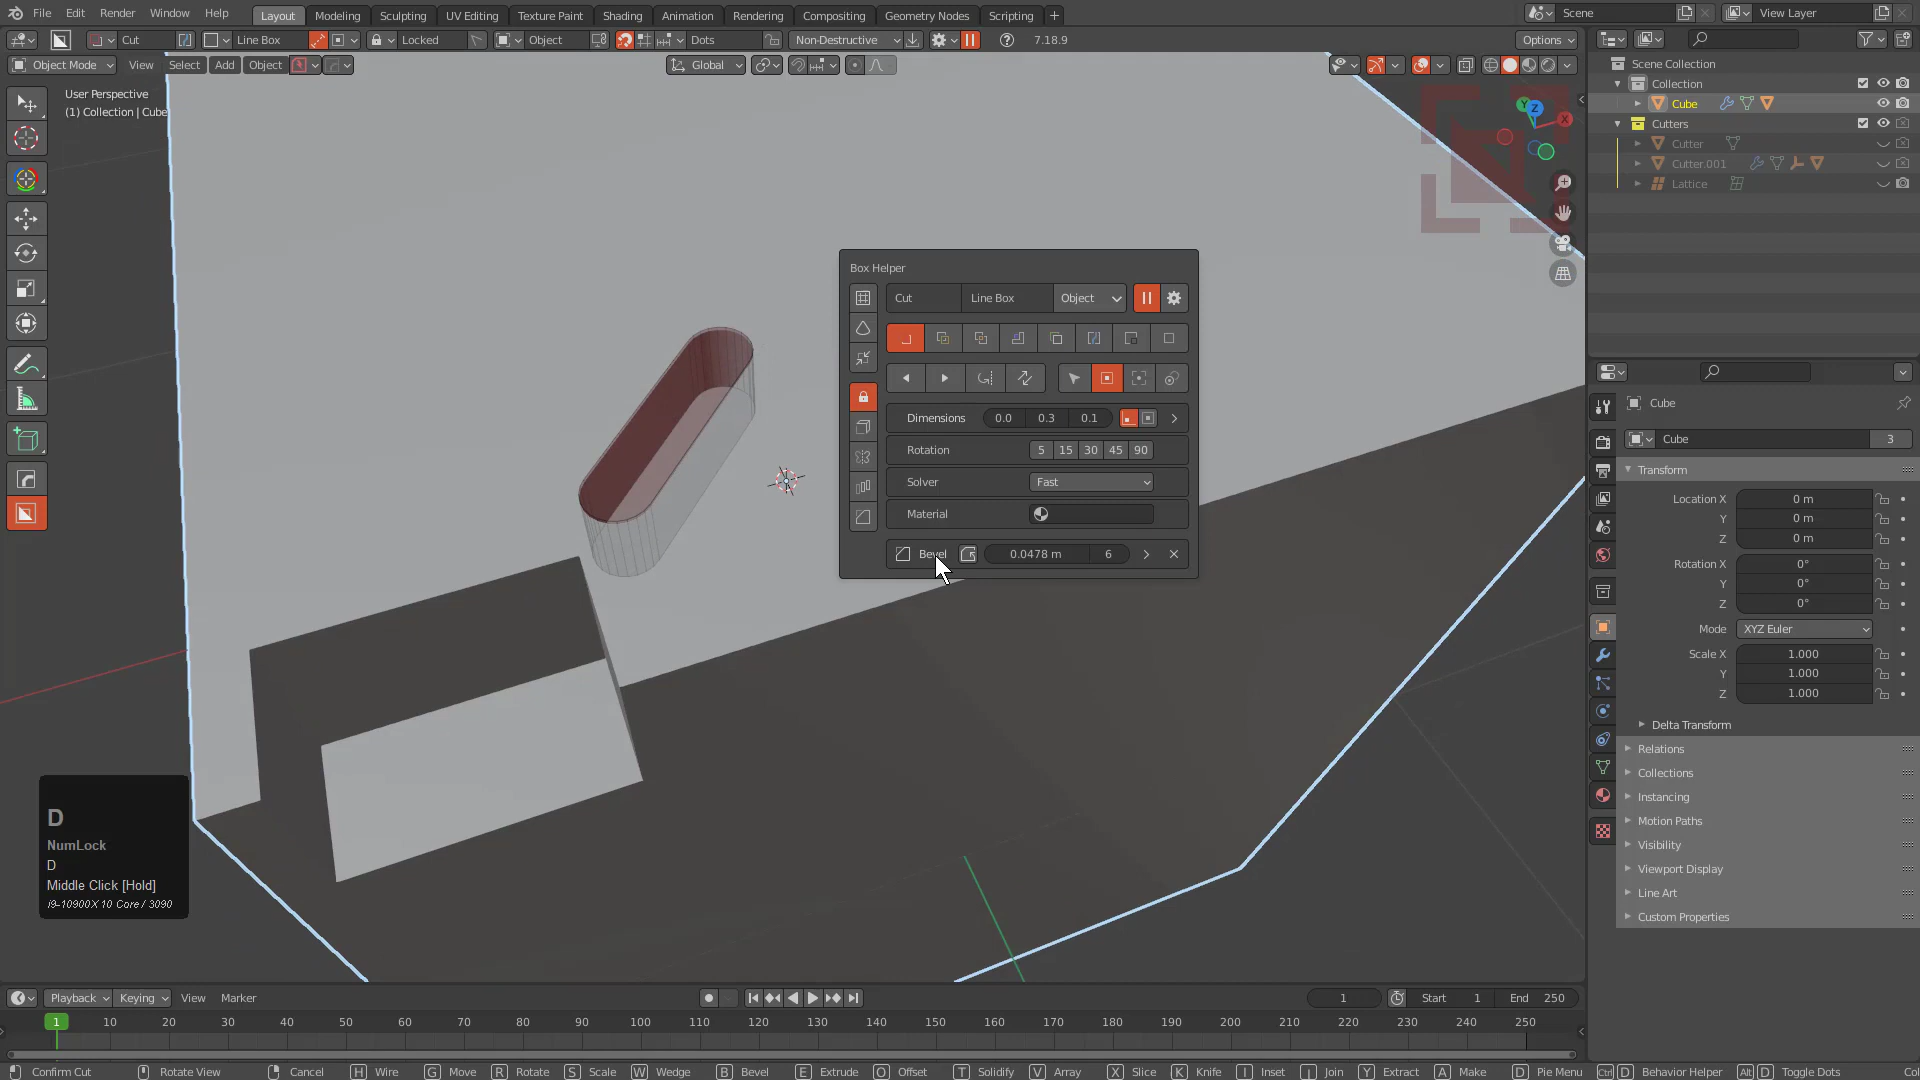 File Edit Render Window Help Layout Modeling Sculpting UV Editing Texture Paint Shading Animation Rendering Compositing Geometry Nodes Scripting + Scene View Layer
Cut Line Box Locked Object Dots Non-Destructive 7.18.9 Options
Object Mode View Select Add Object Global
User Perspective
(1) Collection | Cube
Scene Collection
Collection
Cube
Cutters
Cutter
Cutter.001
Lattice
Y Z X
Box Helper
Cut Line Box Object
Dimensions 0.0 0.3 0.1
Rotation 5 15 30 45 90
Solver Fast
Material
Bevel 0.0478 m 6
Cube
Cube 3
Transform
Location X 0 m
Y 0 m
Z 0 m
Rotation X 0°
Y 0°
Z 0°
Mode XYZ Euler
Scale X 1.000
Y 1.000
Z 1.000
Delta Transform
Relations
Collections
Instancing
Motion Paths
Visibility
Viewport Display
Line Art
Custom Properties
D
NumLock
D
Middle Click [Hold]
i9-10900X 10 Core / 3090
Playback Keying View Marker 1 Start 1 End 250
1 10 20 30 40 50 60 70 80 90 100 110 120 130 140 150 160 170 180 190 200 210 220 230 240 250
Confirm Cut Rotate View Cancel H Wire G Move R Rotate S Scale W Wedge B Bevel E Extrude O Offset T Solidify V Array X Slice K Knife I Inset J Join Y Extract A Make D Pie Menu Ctrl D Behavior Helper Alt D Toggle Dots Col